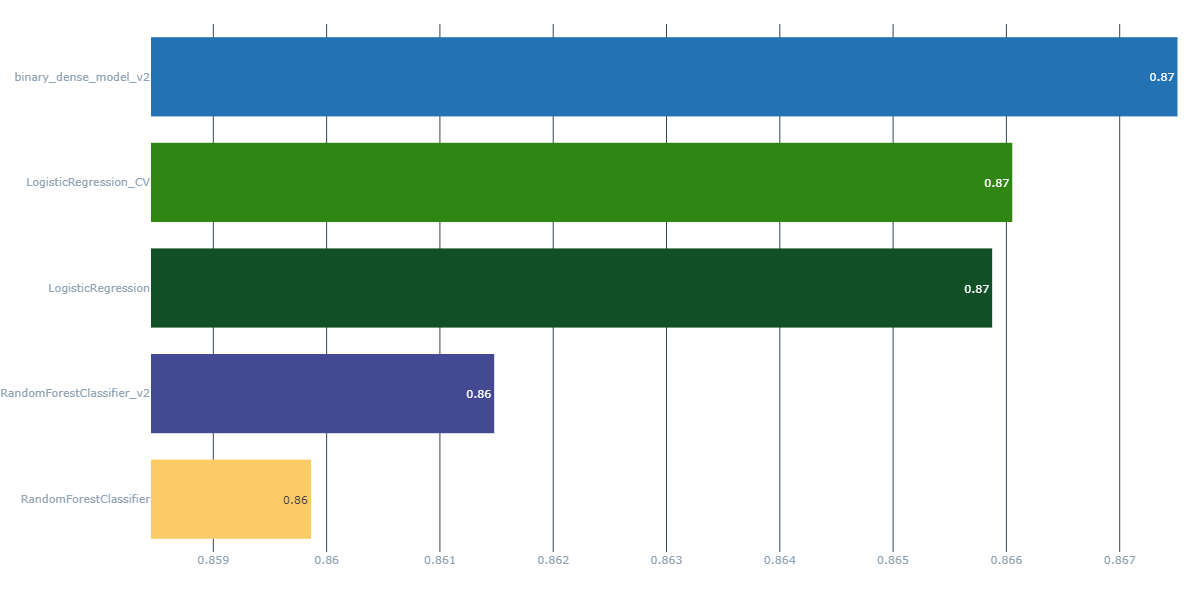 binary_dense_model_v2 0.87
LogisticRegression_CV 0.87
LogisticRegression 0.87
RandomForestClassifier_v2 0.86
RandomForestClassifier 0.86
0.859 0.86 0.861 0.862 0.863 0.864 0.865 0.866 0.867